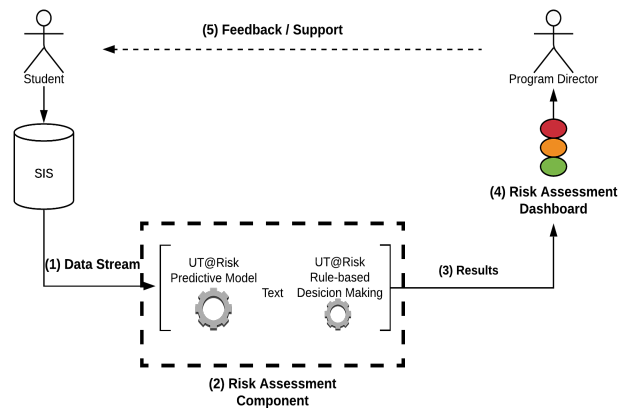 (5) Feedback / Support
Student
Program Director
SIS
(4) Risk Assessment
Dashboard
(1) Data Stream
UT@Risk
Predictive Model
Text
UT@Risk
Rule-based
Desicion Making
(3) Results
(2) Risk Assessment
Component